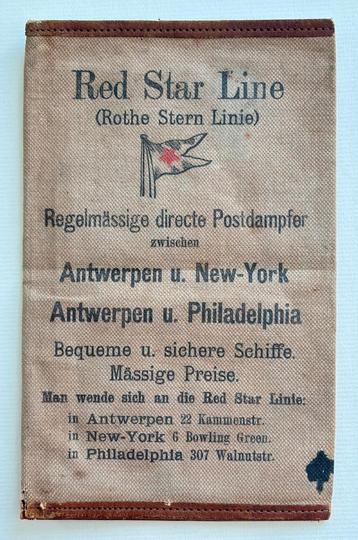 Red Star Line
(Rothe Stern Linie)
Regelmässige directe Postdampfer
zwischen
Antwerpen u. New-York
Antwerpen u. Philadelphia
Bequeme u. sichere Schiffe.
Mässige Preise.
Man wende sich an die Red Star Linie:
in Antwerpen 22 Kammenstr.
in New-York 6 Bowling Green.
in Philadelphia 307 Walnutstr.